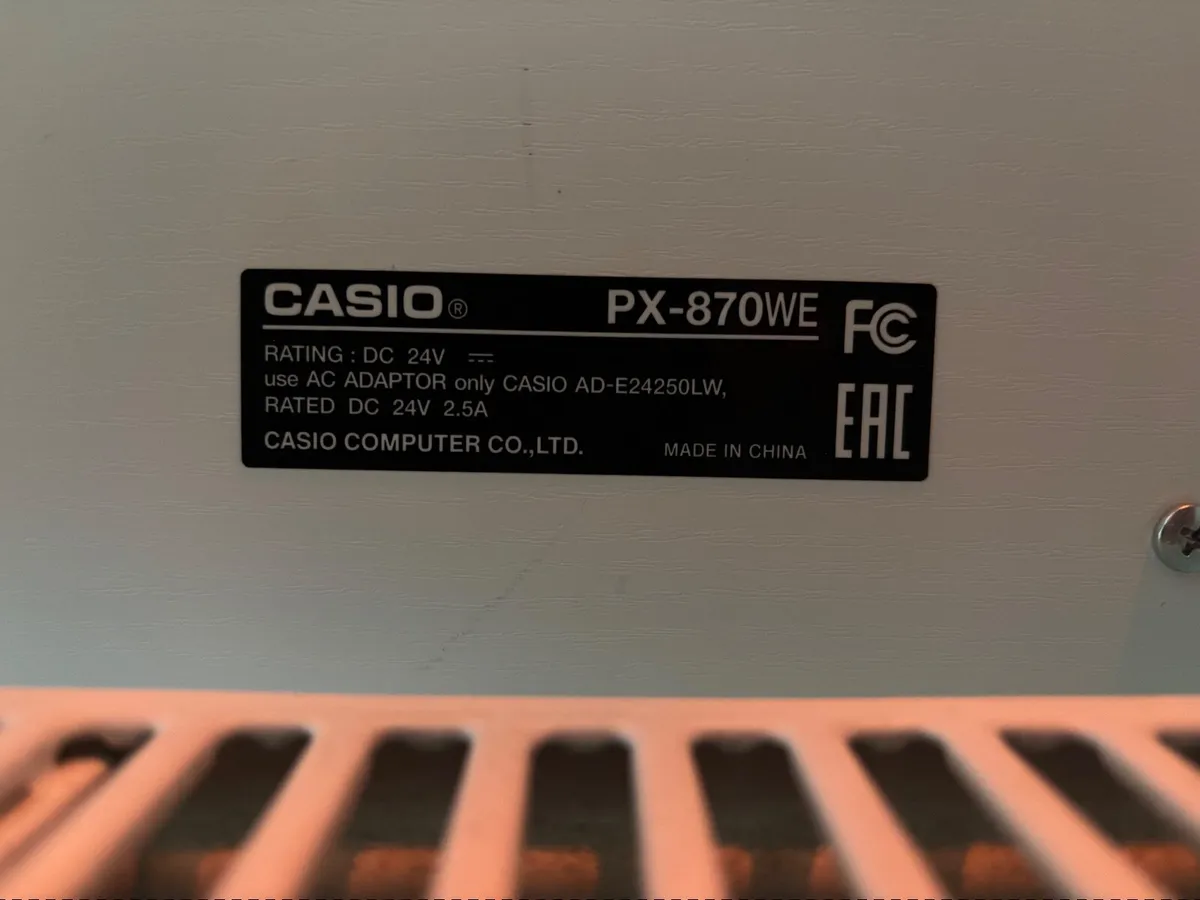 CASIO® PX-870WE FC
RATING : DC 24V ⎓
use AC ADAPTOR only CASIO AD-E24250LW,
RATED DC 24V 2.5A
EAC
CASIO COMPUTER CO.,LTD. MADE IN CHINA